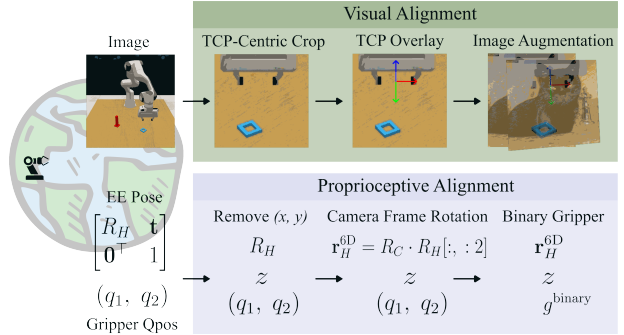 Visual Alignment
Image
TCP-Centric Crop
TCP Overlay
Image Augmentation
Proprioceptive Alignment
EE Pose
[R_H t
0^⊤ 1]
(q_1, q_2)
Gripper Qpos
Remove (x, y)
R_H
z
(q_1, q_2)
Camera Frame Rotation
r_H^{6D} = R_C · R_H[:, : 2]
z
(q_1, q_2)
Binary Gripper
r_H^{6D}
z
g^{binary}